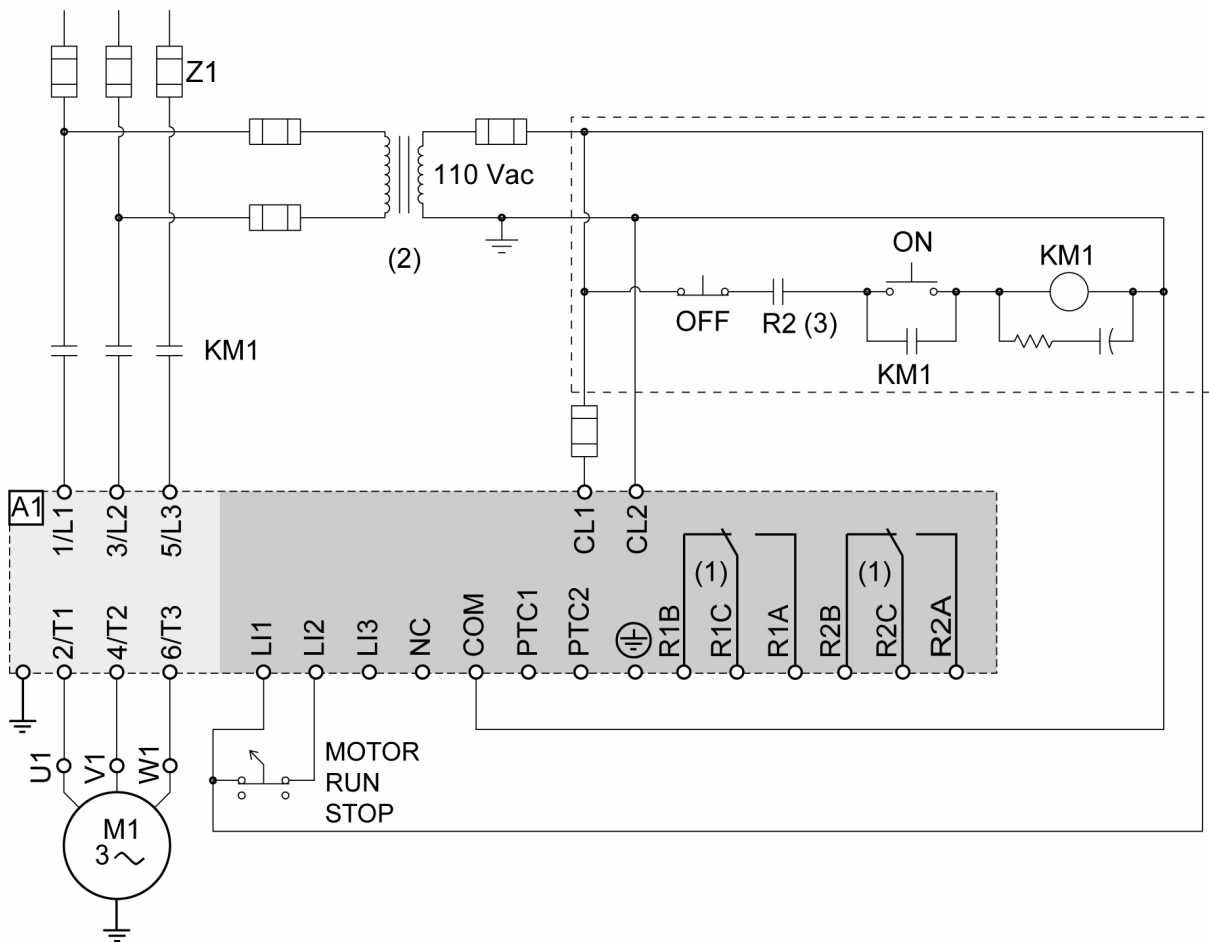 Z1
110 Vac
(2)
ON
KM1
OFF
R2 (3)
KM1
KM1
A1
1/L1
3/L2
5/L3
CL1
CL2
2/T1
4/T2
6/T3
LI1
LI2
LI3
NC
COM
PTC1
PTC2
R1B
(1)
R1C
R1A
R2B
(1)
R2C
R2A
U1
V1
W1
MOTOR
RUN
STOP
M1
3